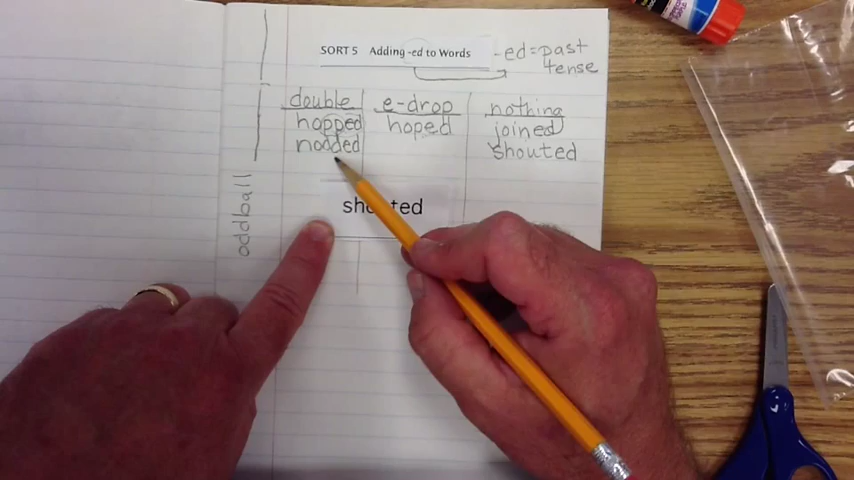 SORT 5 Adding -ed to Words -ed = past
tense
double e-drop nothing
hopped hoped joined
nodded shouted
shouted
oddball